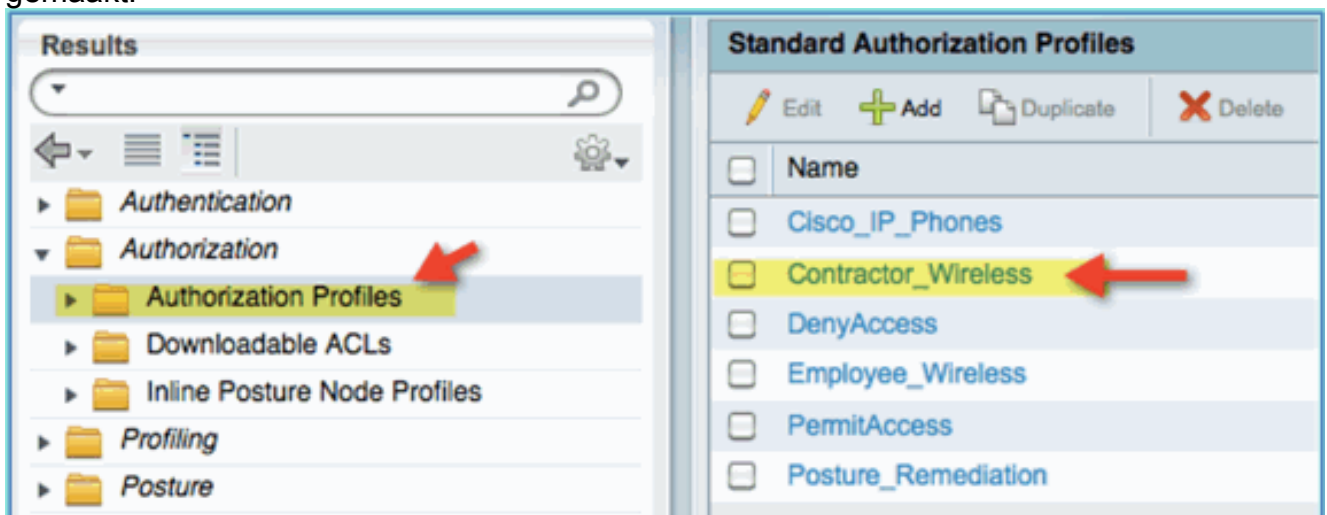 gemaakt.
Results
Authentication
Authorization
Authorization Profiles
Downloadable ACLs
Inline Posture Node Profiles
Profiling
Posture
Standard Authorization Profiles
Edit Add Duplicate Delete
Name
Cisco_IP_Phones
Contractor_Wireless
DenyAccess
Employee_Wireless
PermitAccess
Posture_Remediation